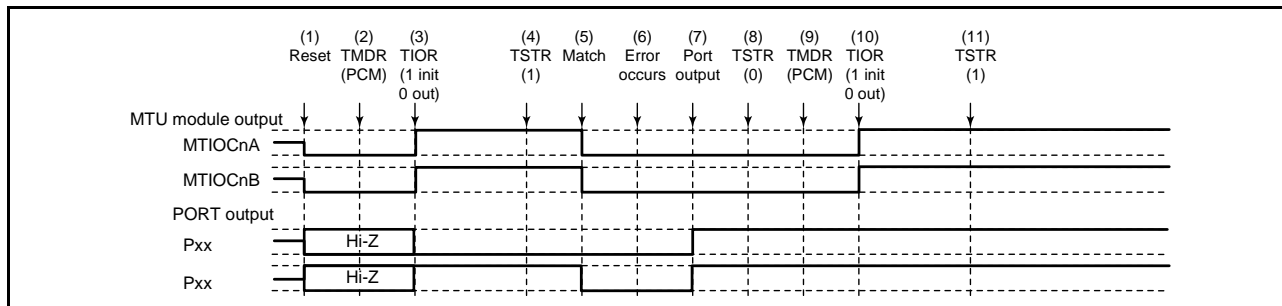 (1) (2) (3) (4) (5) (6) (7) (8) (9) (10) (11)
Reset TMDR TIOR TSTR Match Error Port TSTR TMDR TIOR TSTR
(PCM) (1 init (1) occurs output (0) (PCM) (1 init (1)
0 out) 0 out)
MTU module output
MTIOCnA
MTIOCnB
PORT output
Pxx Hi-Z
Pxx Hi-Z